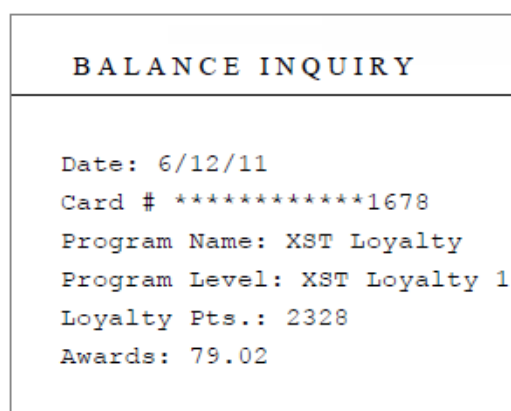 BALANCE INQUIRY
Date: 6/12/11
Card # ************1678
Program Name: XST Loyalty
Program Level: XST Loyalty 1
Loyalty Pts.: 2328
Awards: 79.02